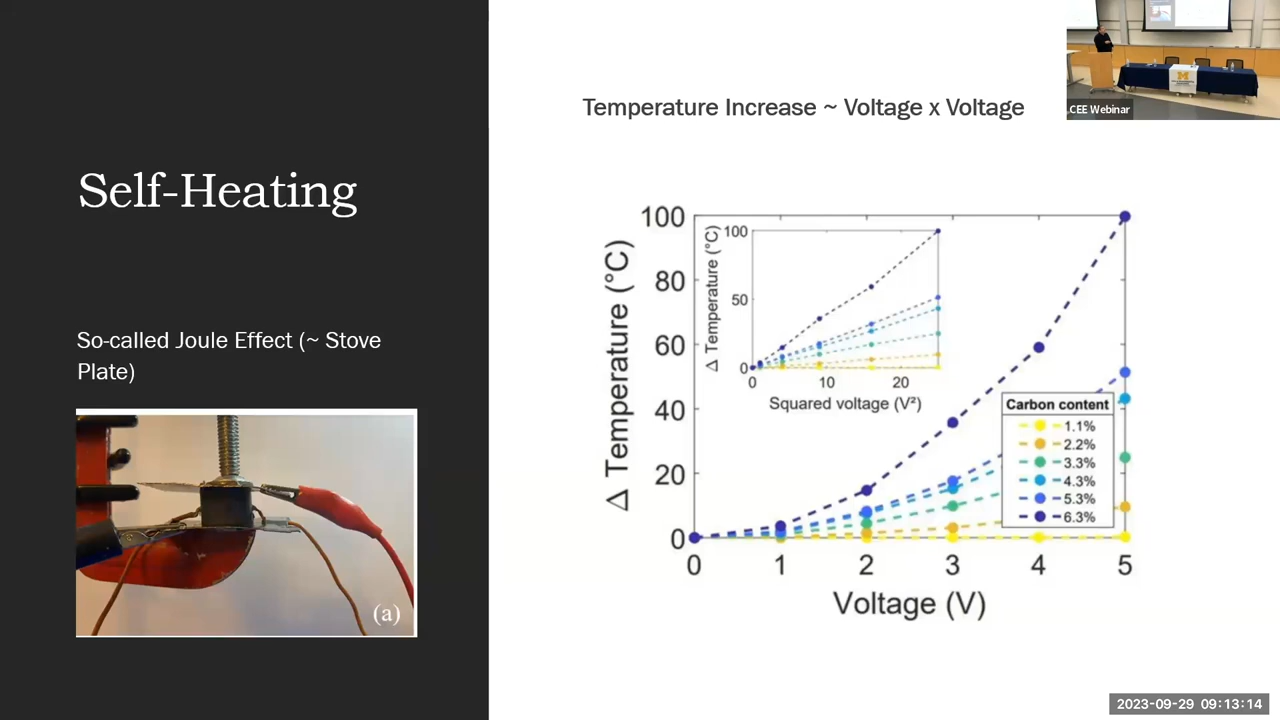 Self-Heating
So-called Joule Effect (~ Stove
Plate)
(a)
Temperature Increase ~ Voltage x Voltage
CEE Webinar
M
Δ Temperature (°C)
100
80
60
40
20
0
0 1 2 3 4 5
Voltage (V)
Δ Temperature (°C)
100
50
0
0 10 20
Squared voltage (V²)
Carbon content
1.1%
2.2%
3.3%
4.3%
5.3%
6.3%
2023-09-29 09:13:14